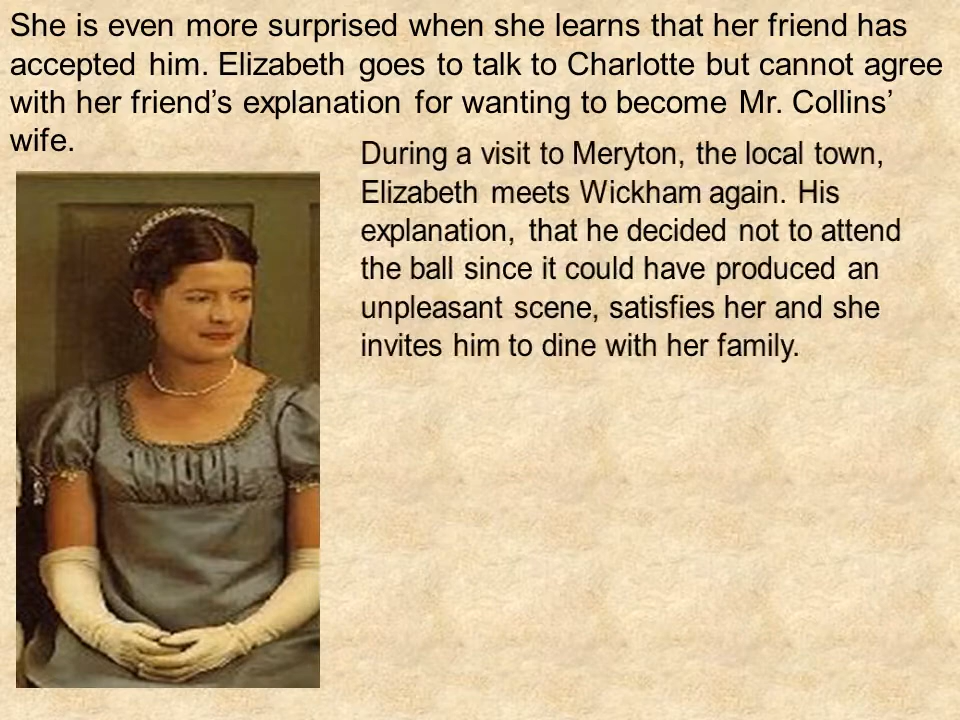 She is even more surprised when she learns that her friend has
accepted him. Elizabeth goes to talk to Charlotte but cannot agree
with her friend’s explanation for wanting to become Mr. Collins’
wife.
During a visit to Meryton, the local town,
Elizabeth meets Wickham again. His
explanation, that he decided not to attend
the ball since it could have produced an
unpleasant scene, satisfies her and she
invites him to dine with her family.